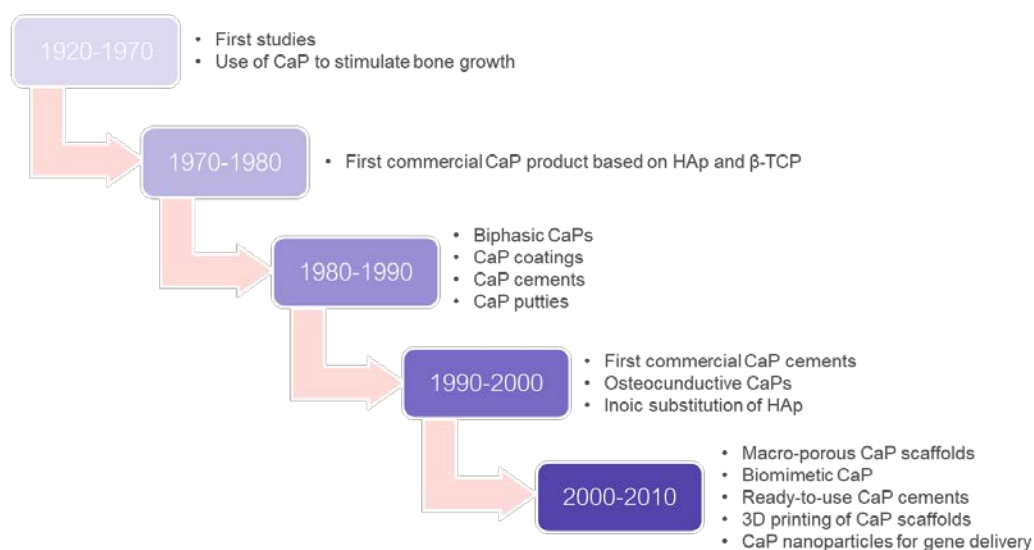 1920-1970
• First studies
• Use of CaP to stimulate bone growth
1970-1980
• First commercial CaP product based on HAp and β-TCP
1980-1990
• Biphasic CaPs
• CaP coatings
• CaP cements
• CaP putties
1990-2000
• First commercial CaP cements
• Osteocunductive CaPs
• Inoic substitution of HAp
2000-2010
• Macro-porous CaP scaffolds
• Biomimetic CaP
• Ready-to-use CaP cements
• 3D printing of CaP scaffolds
• CaP nanoparticles for gene delivery